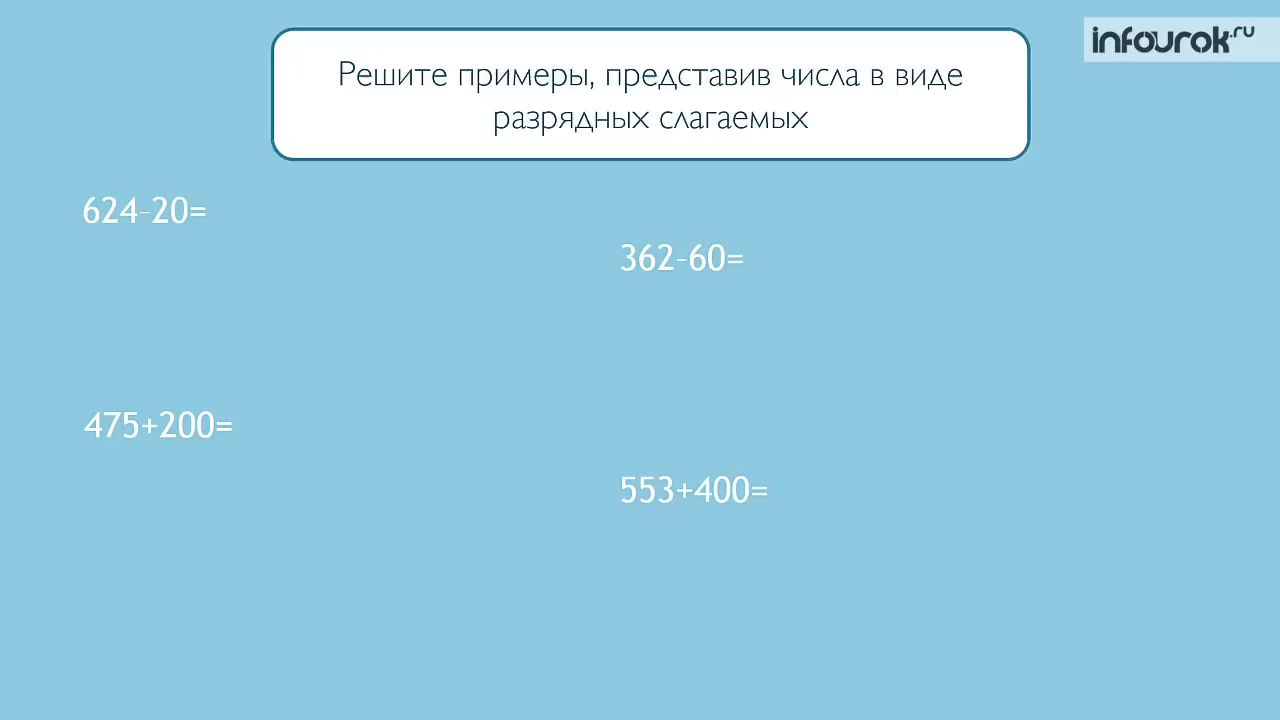 infourok.ru
Решите примеры, представив числа в виде
разрядных слагаемых
624-20=
362-60=
475+200=
553+400=